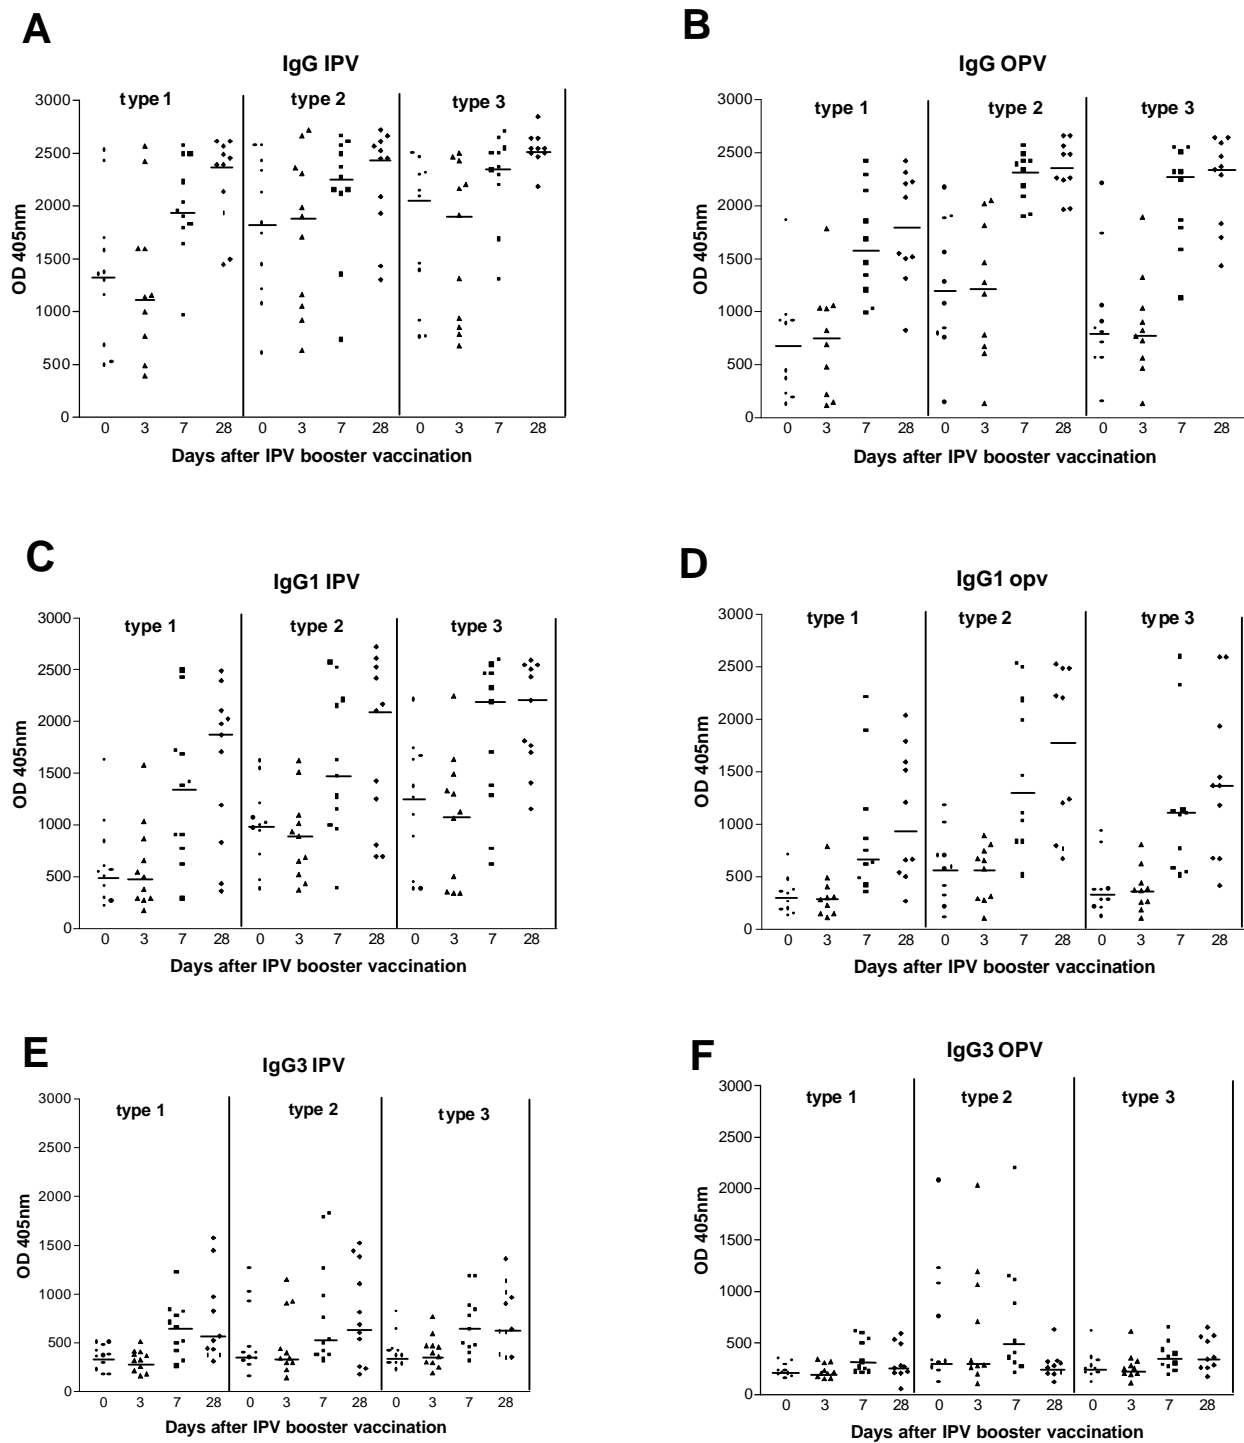 A
B
IgG IPV
IgG OPV
type 1
type 2
type 3
type 1
type 2
type 3
3000
2500
2000
1500
1000
500
0
OD 405nm
3000
2500
2000
1500
1000
500
0
OD 405nm
0 3 7 28 0 3 7 28 0 3 7 28
0 3 7 28 0 3 7 28 0 3 7 28
Days after IPV booster vaccination
Days after IPV booster vaccination
C
D
IgG1 IPV
IgG1 opv
type 1
type 2
type 3
type 1
type 2
type 3
3000
2500
2000
1500
1000
500
0
OD 405nm
3000
2500
2000
1500
1000
500
0
OD 405nm
0 3 7 28 0 3 7 28 0 3 7 28
0 3 7 28 0 3 7 28 0 3 7 28
Days after IPV booster vaccination
Days after IPV booster vaccination
E
F
IgG3 IPV
IgG3 OPV
type 1
type 2
type 3
type 1
type 2
type 3
3000
2500
2000
1500
1000
500
0
OD 405nm
3000
2500
2000
1500
1000
500
0
OD 405nm
0 3 7 28 0 3 7 28 0 3 7 28
0 3 7 28 0 3 7 28 0 3 7 28
Days after IPV booster vaccination
Days after IPV booster vaccination